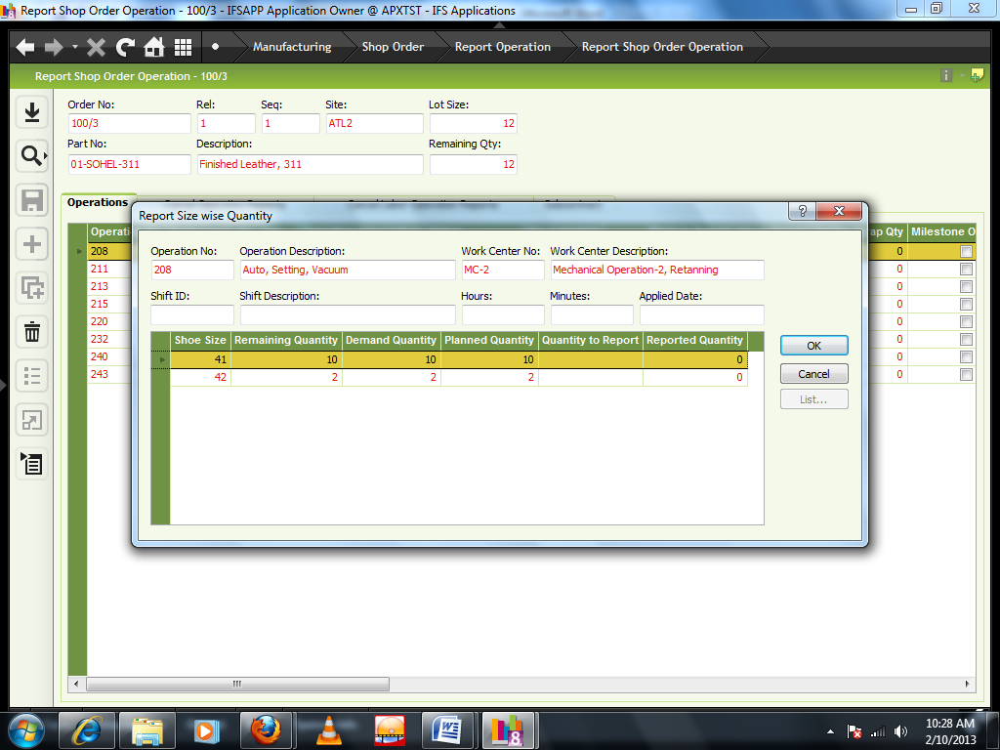 Report Shop Order Operation - 100/3 - IFSAPP Application Owner @ APXTST - IFS Applications
Manufacturing Shop Order Report Operation Report Shop Order Operation
Report Shop Order Operation - 100/3
Order No: Rel: Seq: Site: Lot Size:
100/3 1 1 ATL2 12
Part No: Description: Remaining Qty:
01-SOHEL-311 Finished Leather, 311 12
Operations
Report Size wise Quantity
Operati ap Qty Milestone O
208 0
211 0
213 0
215 0
220 0
232 0
240 0
243 0
Operation No: Operation Description: Work Center No: Work Center Description:
208 Auto, Setting, Vacuum MC-2 Mechanical Operation-2, Retanning
Shift ID: Shift Description: Hours: Minutes: Applied Date:
Shoe Size Remaining Quantity Demand Quantity Planned Quantity Quantity to Report Reported Quantity
41 10 10 10 0
42 2 2 2 0
OK
Cancel
List...
10:28 AM
2/10/2013